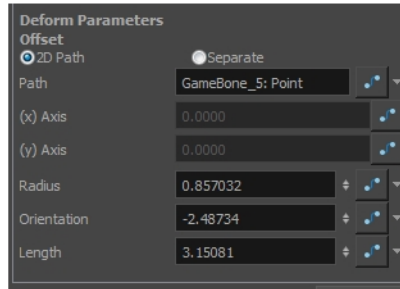 Deform Parameters
Offset
2D Path Separate
Path GameBone_5: Point
(x) Axis 0.0000
(y) Axis 0.0000
Radius 0.857032
Orientation -2.48734
Length 3.15081